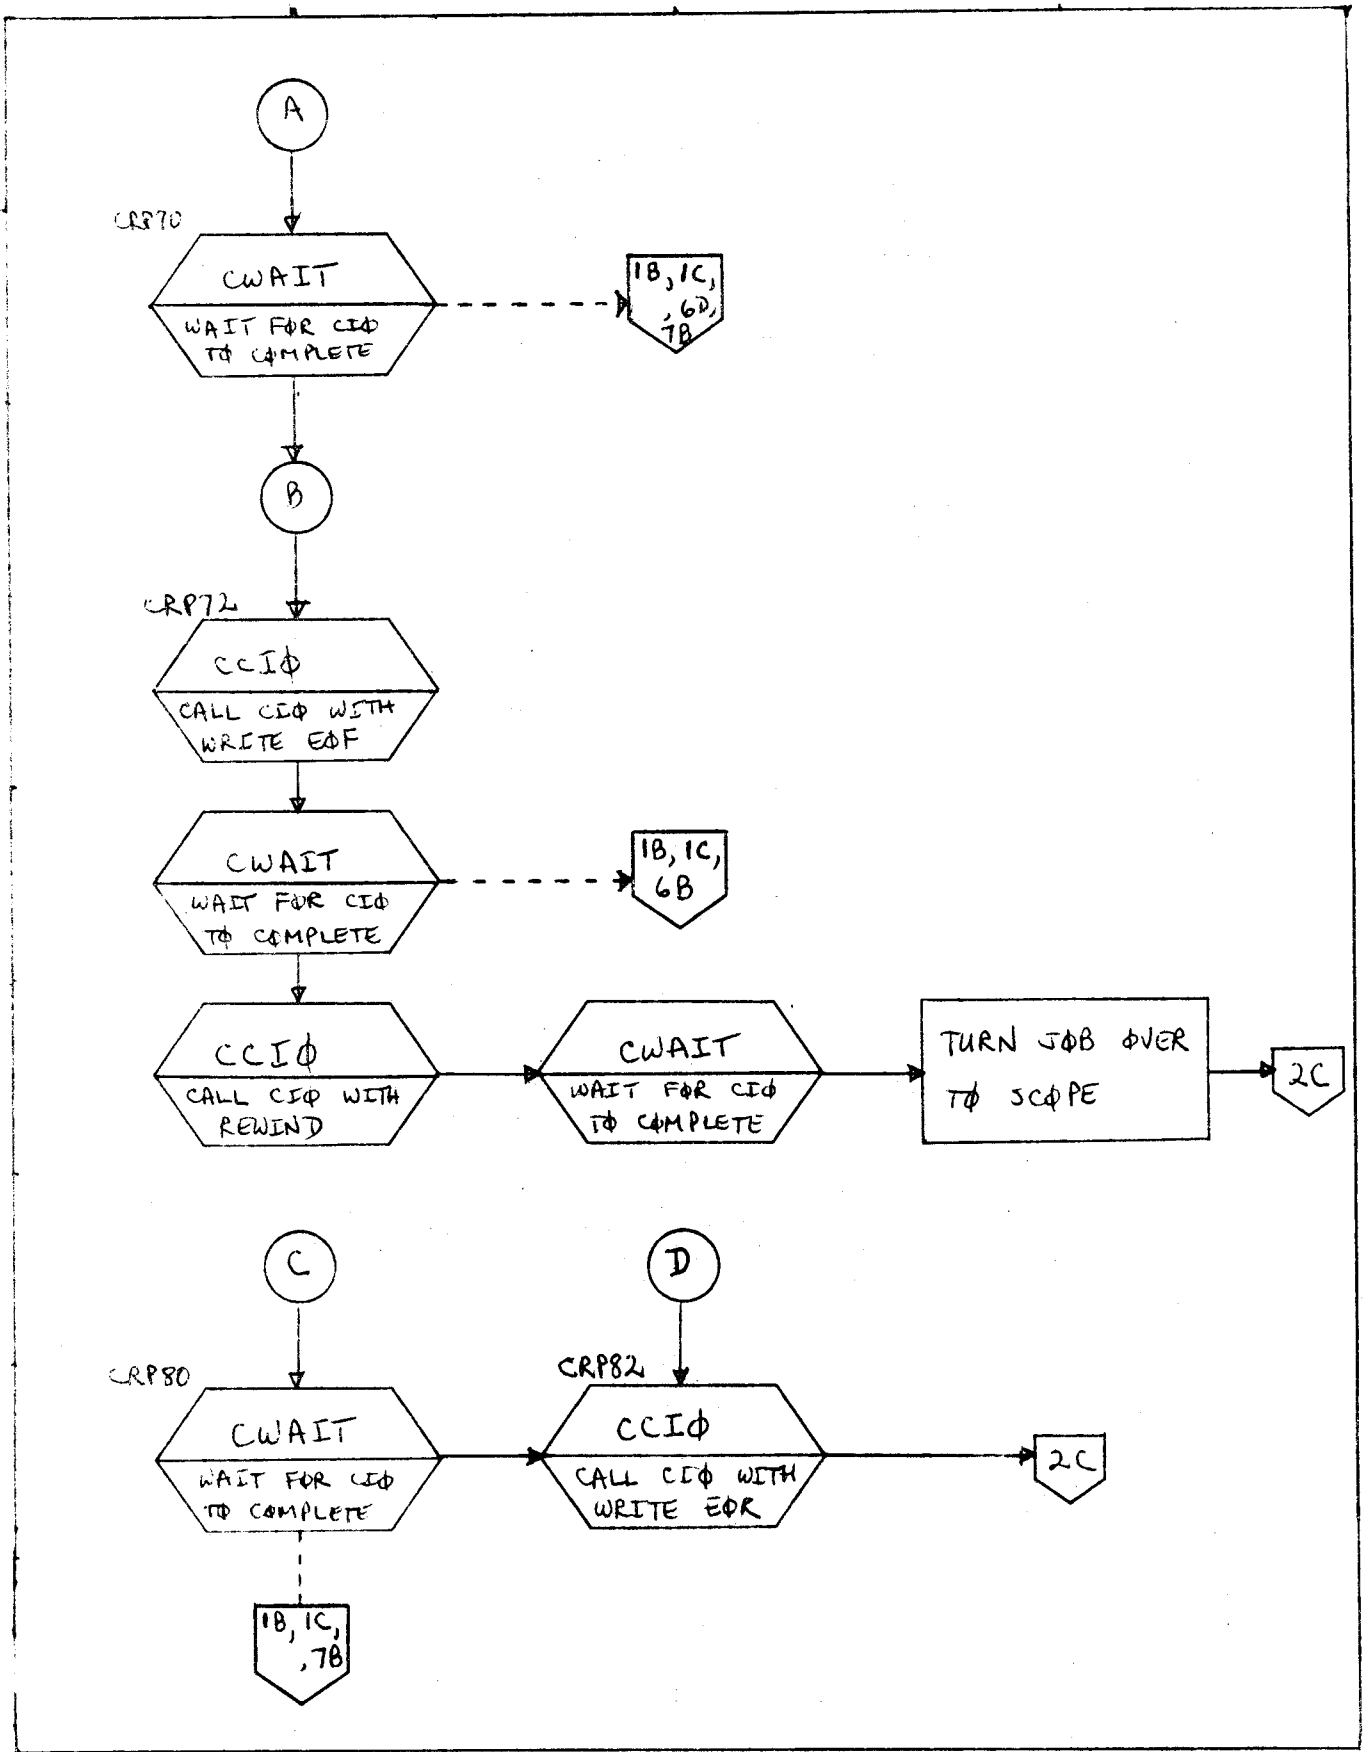 A
CRP70
CWAIT
WAIT FØR CIØ
TØ CØMPLETE
1B, 1C,
, 6D,
7B
B
CRP72
CCIØ
CALL CIØ WITH
WRITE EØF
CWAIT
WAIT FØR CIØ
TØ CØMPLETE
1B, 1C,
6B
CCIØ
CALL CIØ WITH
REWIND
CWAIT
WAIT FØR CIØ
TØ CØMPLETE
TURN JØB ØVER
TØ SCØPE
2C
C
CRP80
CWAIT
WAIT FØR CIØ
TØ CØMPLETE
1B, 1C,
, 7B
D
CRP82
CCIØ
CALL CIØ WITH
WRITE EØR
2C